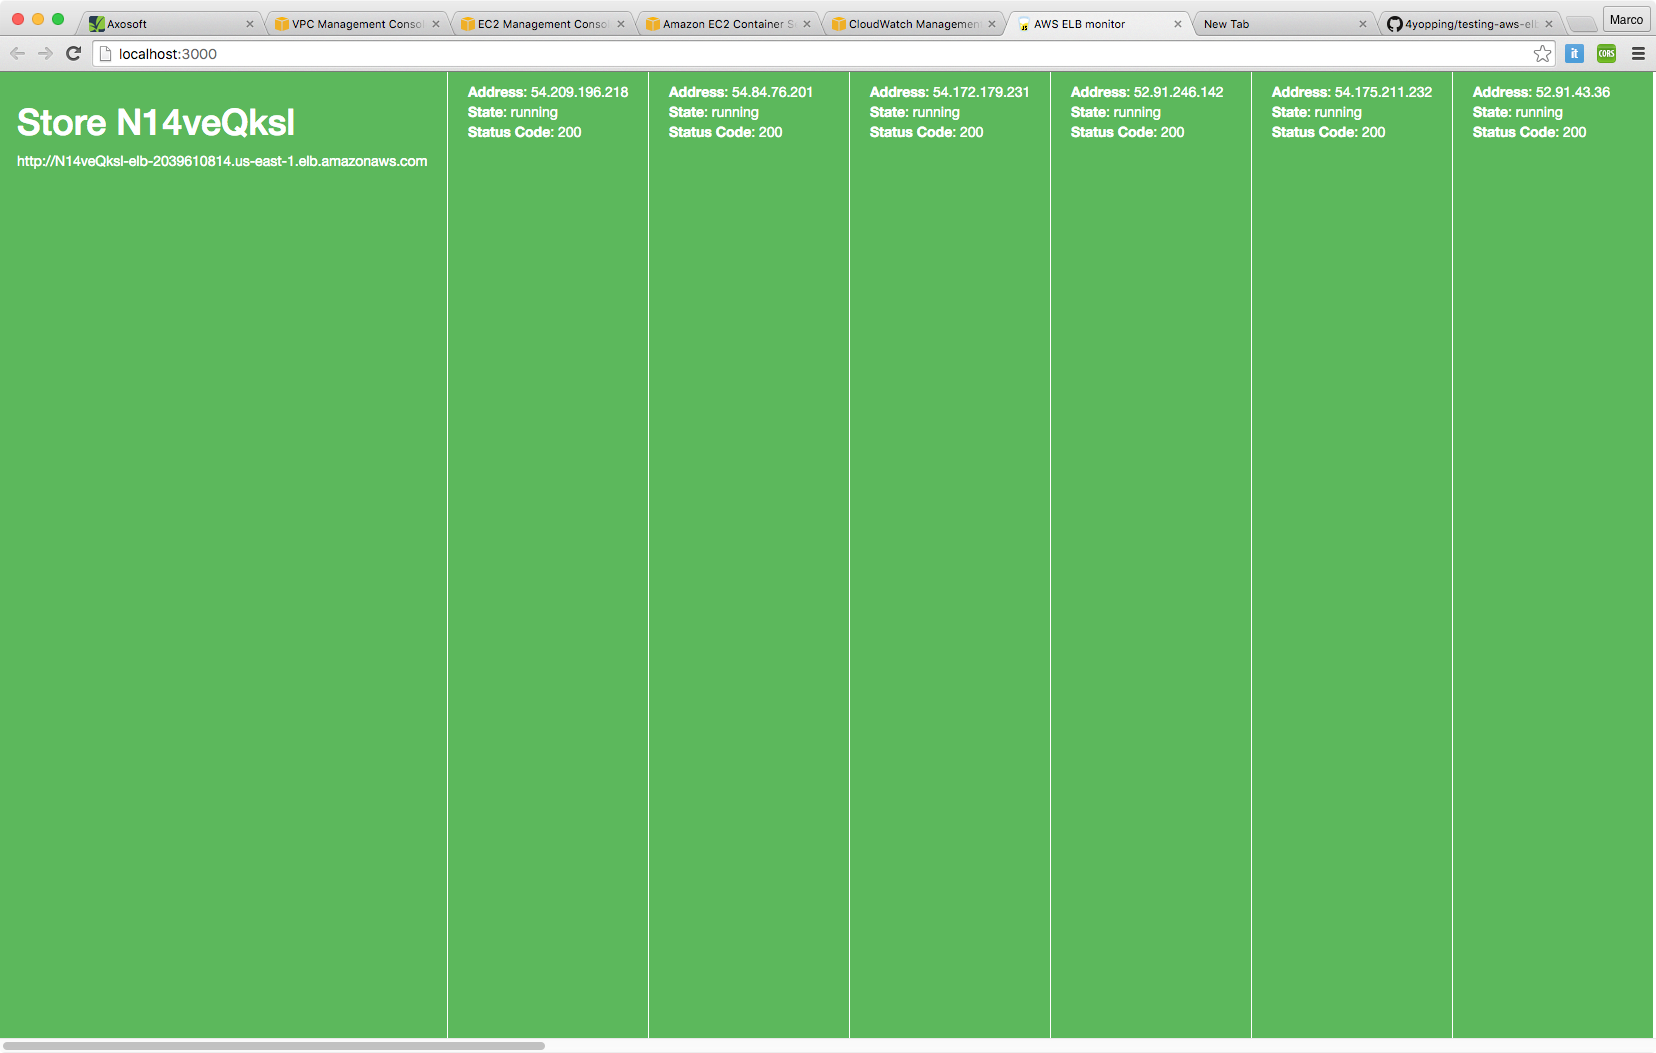 Axosoft
VPC Management Consol
EC2 Management Consol
Amazon EC2 Container S
CloudWatch Management
AWS ELB monitor
New Tab
4yopping/testing-aws-el
Marco
localhost:3000
it
CORS
Store N14veQksl
http://N14veQksl-elb-2039610814.us-east-1.elb.amazonaws.com
Address: 54.209.196.218
State: running
Status Code: 200
Address: 54.84.76.201
State: running
Status Code: 200
Address: 54.172.179.231
State: running
Status Code: 200
Address: 52.91.246.142
State: running
Status Code: 200
Address: 54.175.211.232
State: running
Status Code: 200
Address: 52.91.43.36
State: running
Status Code: 200